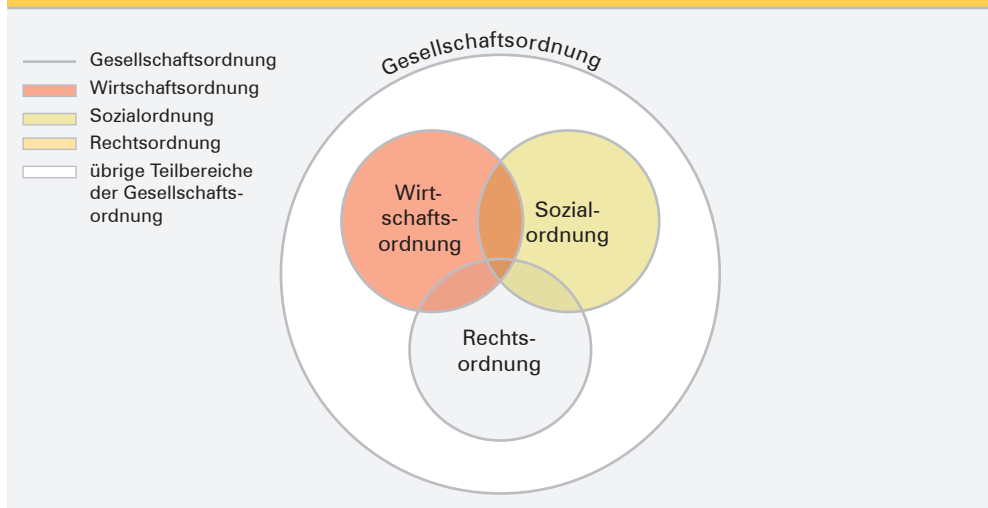 Gesellschaftsordnung
Wirtschaftsordnung
Sozialordnung
Rechtsordnung
übrige Teilbereiche
der Gesellschafts-
ordnung
Gesellschaftsordnung
Wirt-
schafts-
ordnung
Sozial-
ordnung
Rechts-
ordnung